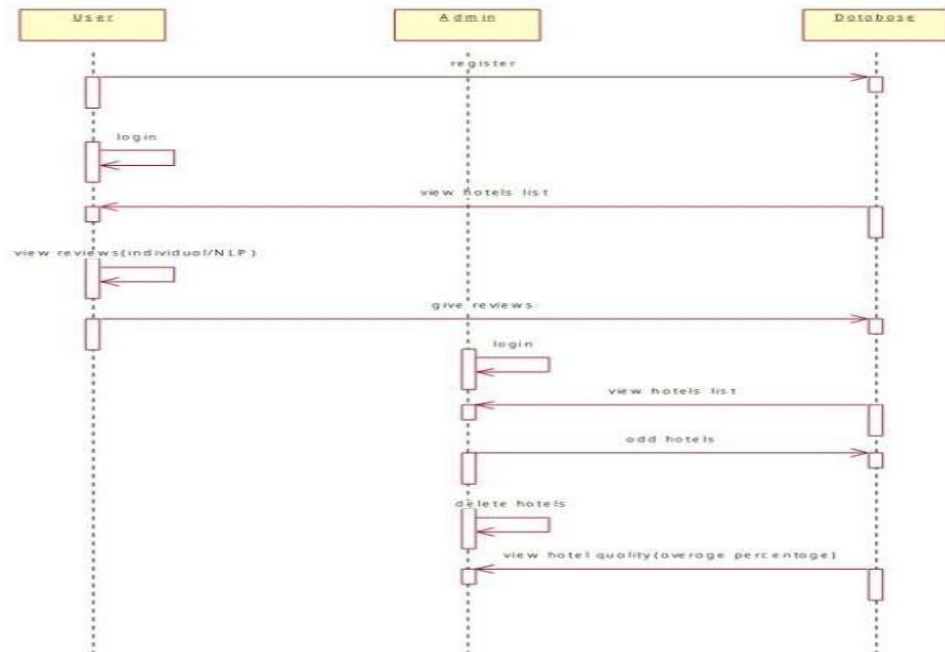 User
Admin
Database
register
login
view hotels list
view reviews(individual/NLP)
give reviews
login
view hotels list
add hotels
delete hotels
view hotel quality(average percentage)